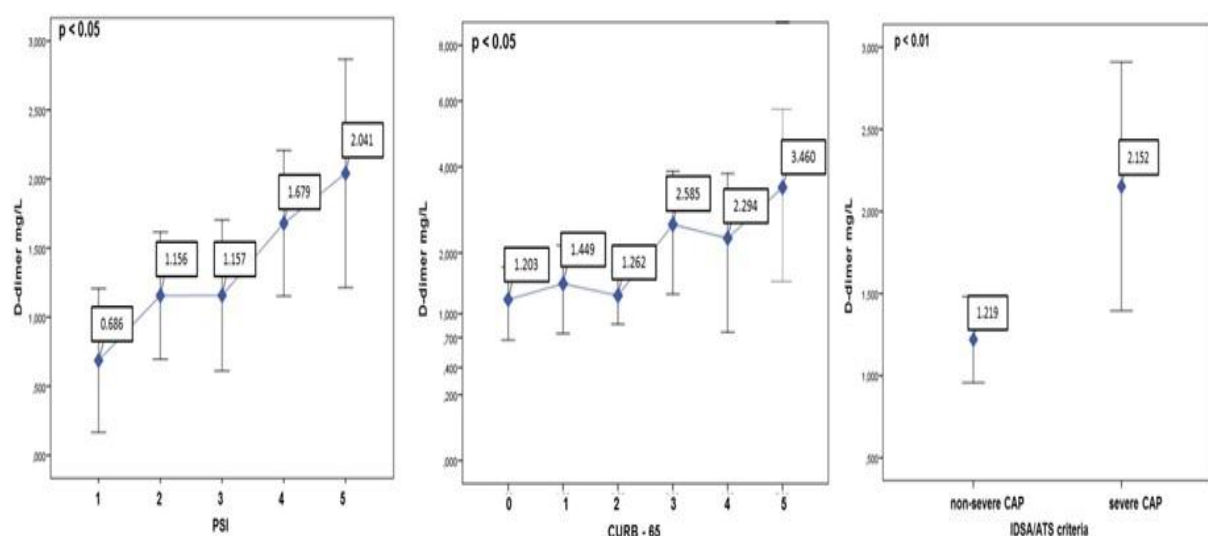 p < 0.05
3,000
2,500
2,000
1,500
1,000
,500
,000
D-dimer mg/L
0.686
1.156
1.157
1.679
2.041
1 2 3 4 5
PSI
p < 0.05
8,000
6,000
4,000
2,000
1,000
,700
,400
,200
,000
D-dimer mg/L
1.203
1.449
1.262
2.585
2.294
3.460
0 1 2 3 4 5
CURB - 65
p < 0.01
3,000
2,500
2,000
1,500
1,000
,500
D-dimer mg/L
1.219
2.152
non-severe CAP severe CAP
IDSA/ATS criteria